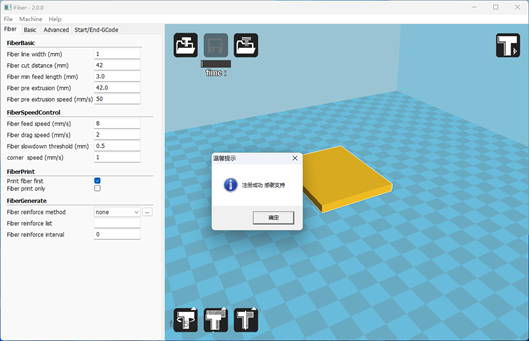 iFiber - 2.0.0
File Machine Help
Fiber Basic Advanced Start/End-GCode
FiberBasic
Fiber line width (mm) 1
Fiber cut distance (mm) 42
Fiber min feed length (mm) 3.0
Fiber pre extrusion (mm) 42.0
Fiber pre extrusion speed (mm/s) 50
FiberSpeedControl
Fiber feed speed (mm/s) 8
Fiber drag speed (mm/s) 2
Fiber slowdown threshold (mm) 0.5
corner speed (mm/s) 1
FiberPrint
Print fiber first
Fiber print only
FiberGenerate
Fiber reinforce method none ...
Fiber reinforce list
Fiber reinforce interval 0
time :
温馨提示
注册成功 感谢支持
确定